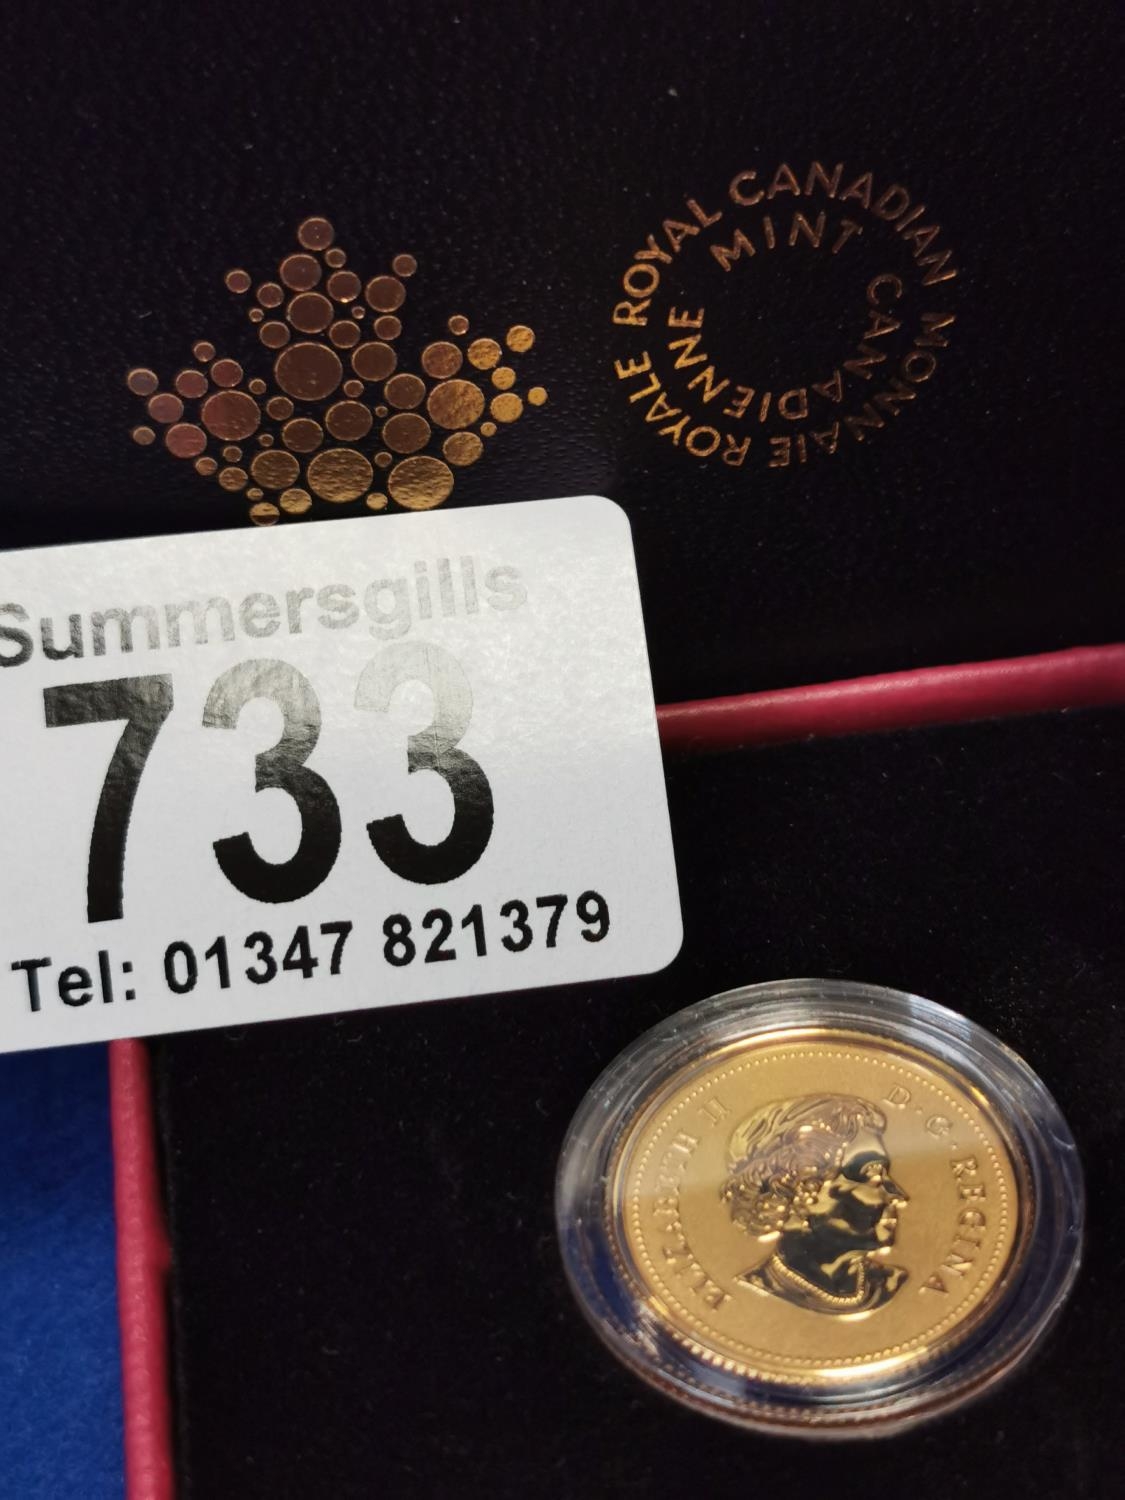 ROYAL CANADIAN MINT
MONNAIE ROYALE CANADIENNE
Summersgills
733
Tel: 01347 821379
ELIZABETH II D·G·REGINA